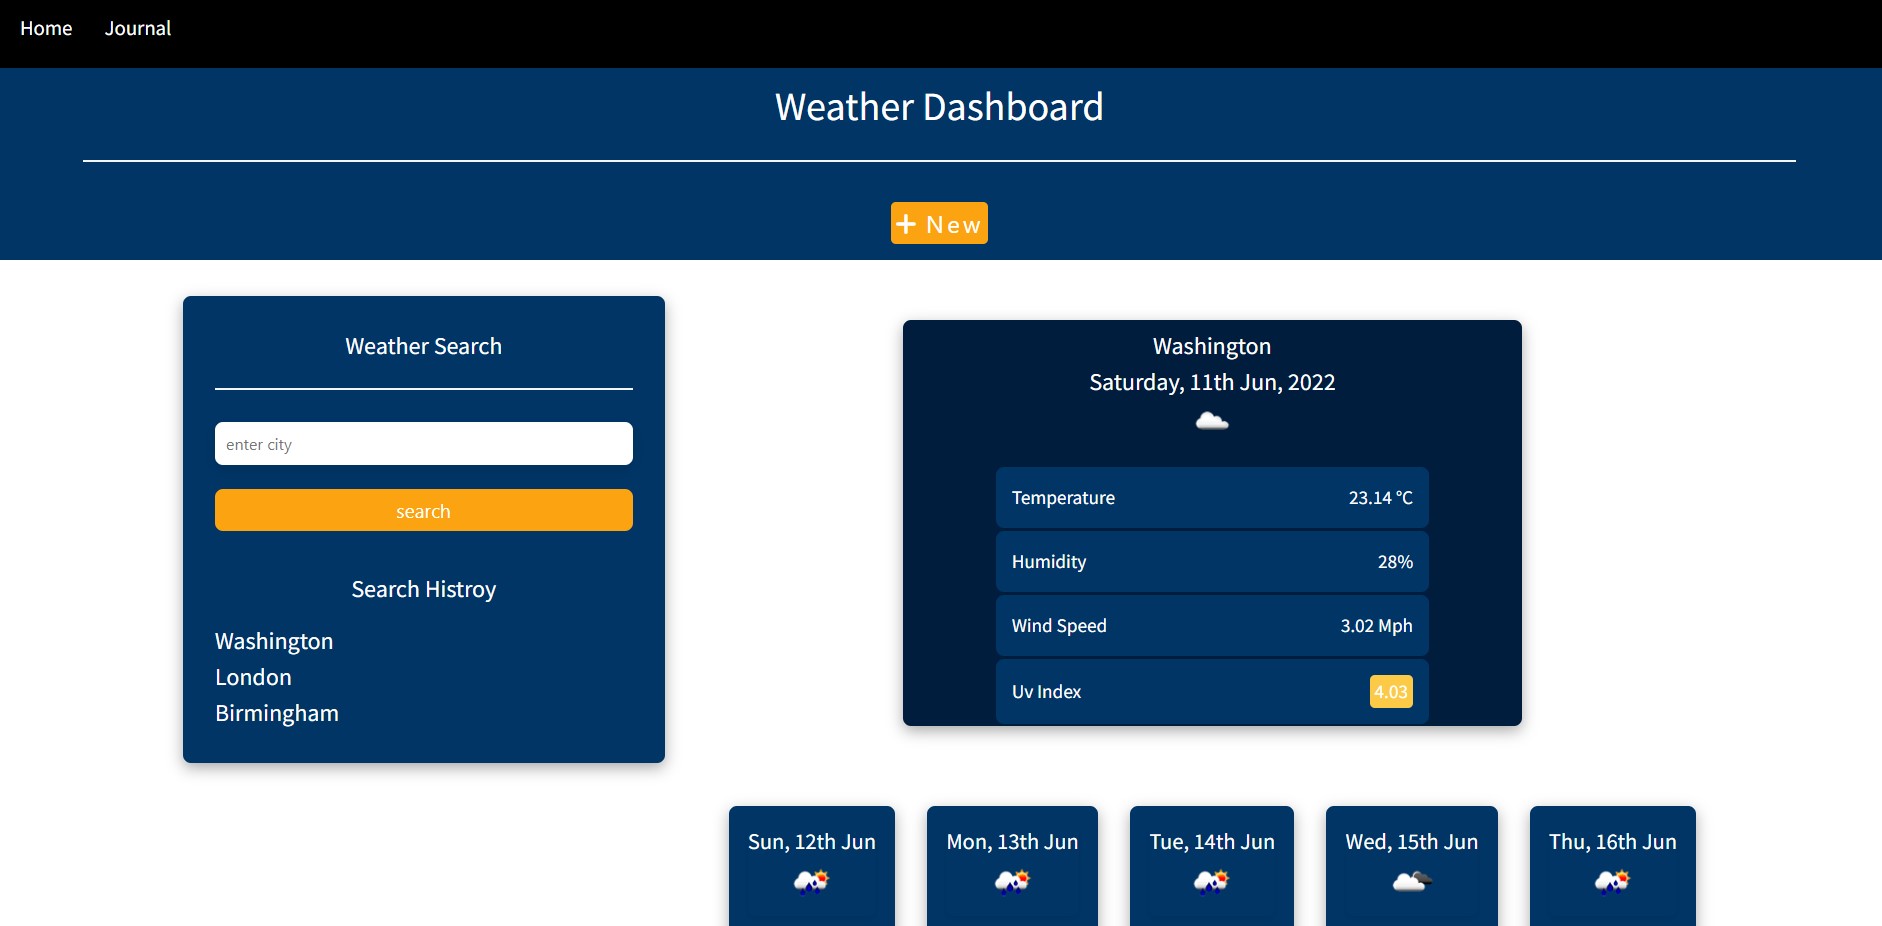 Home Journal
Weather Dashboard
+ New
Weather Search
enter city
search
Search Histroy
Washington
London
Birmingham
Washington
Saturday, 11th Jun, 2022
Temperature 23.14 °C
Humidity 28%
Wind Speed 3.02 Mph
Uv Index 4.03
Sun, 12th Jun
Mon, 13th Jun
Tue, 14th Jun
Wed, 15th Jun
Thu, 16th Jun